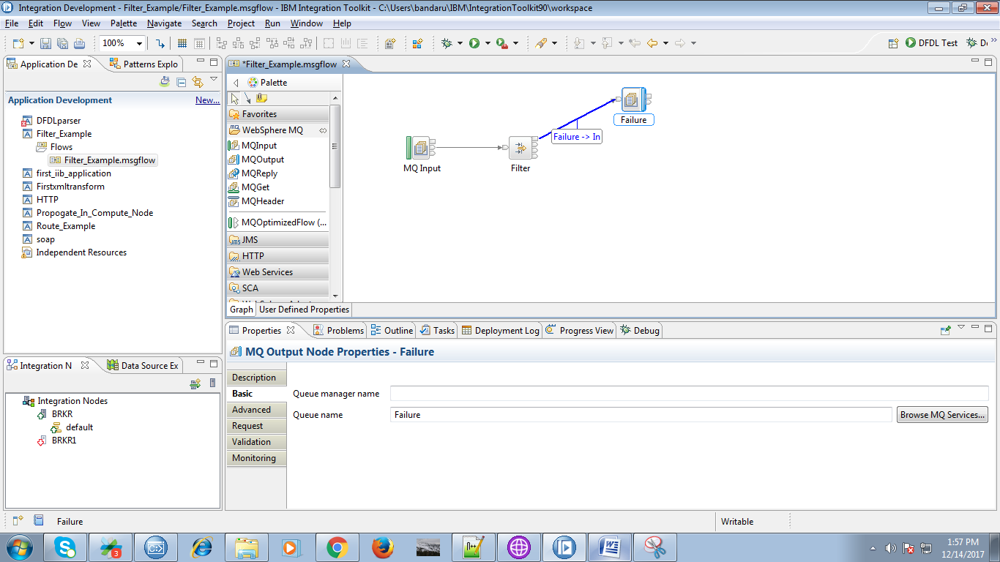 Integration Development - Filter_Example/Filter_Example.msgflow - IBM Integration Toolkit - C:\Users\bandaru\IBM\IntegrationToolkit90\workspace
File Edit Flow View Palette Navigate Search Project Run Window Help
100% DFDL Test D
Application De Patterns Explo
Application Development New...
DFDLparser
Filter_Example
Flows
Filter_Example.msgflow
first_iib_application
Firstxmltransform
HTTP
Propogate_In_Compute_Node
Route_Example
soap
Independent Resources
Integration N Data Source Ex
Integration Nodes
BRKR
default
BRKR1
*Filter_Example.msgflow
Palette
Favorites
WebSphere MQ
MQInput
MQOutput
MQReply
MQGet
MQHeader
MQOptimizedFlow (...
JMS
HTTP
Web Services
SCA
Failure
Failure -> In
MQ Input
Filter
Graph User Defined Properties
Properties Problems Outline Tasks Deployment Log Progress View Debug
MQ Output Node Properties - Failure
Description
Basic
Advanced
Request
Validation
Monitoring
Queue manager name
Queue name Failure Browse MQ Services...
Failure Writable
3
n++
1:57 PM
12/14/2017